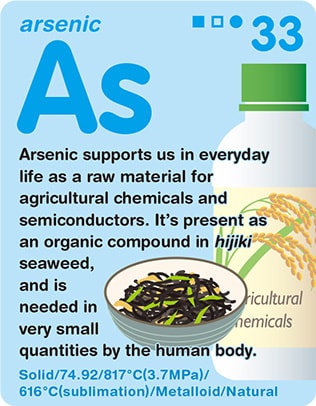 arsenic
33
As
Arsenic supports us in everyday
life as a raw material for
agricultural chemicals and
semiconductors. It's present as
an organic compound in hijiki
seaweed,
and is
needed in
very small
quantities by the human body.
ricultural
hemicals
Solid/74.92/817°C(3.7MPa)/
616°C(sublimation)/Metalloid/Natural